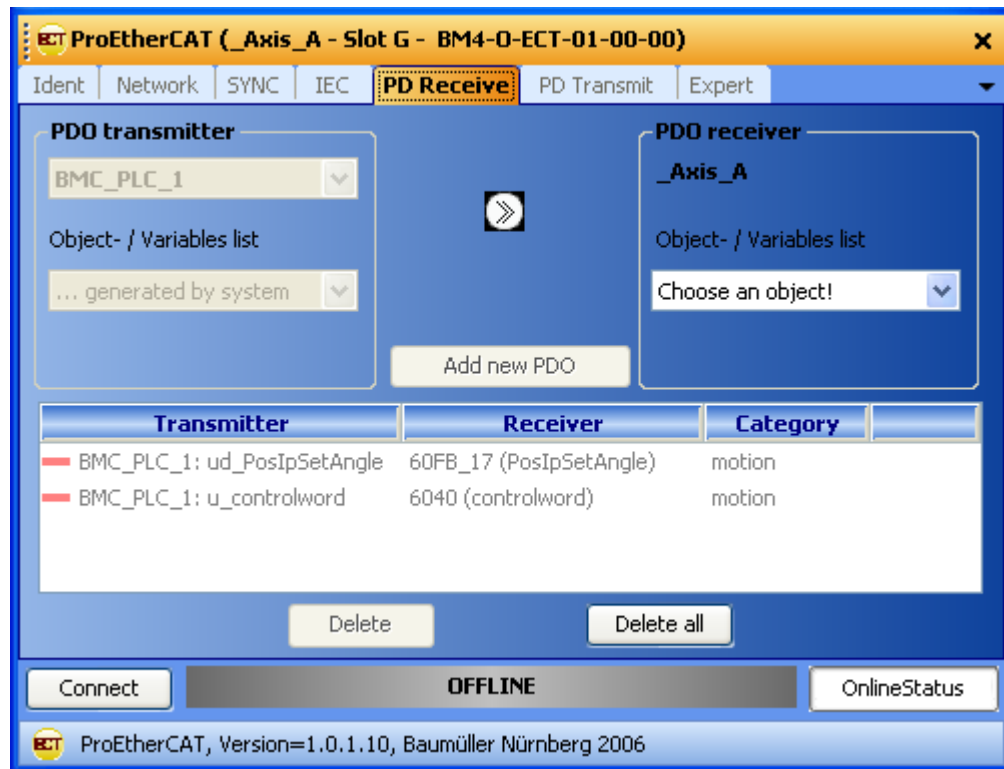 ECT ProEtherCAT (_Axis_A - Slot G - BM4-O-ECT-01-00-00)
Ident Network SYNC IEC PD Receive PD Transmit Expert
PDO transmitter
BMC_PLC_1
Object- / Variables list
... generated by system
PDO receiver
_Axis_A
Object- / Variables list
Choose an object!
Add new PDO
Transmitter Receiver Category
BMC_PLC_1: ud_PosIpSetAngle 60FB_17 (PosIpSetAngle) motion
BMC_PLC_1: u_controlword 6040 (controlword) motion
Delete Delete all
Connect OFFLINE OnlineStatus
ECT ProEtherCAT, Version=1.0.1.10, Baumüller Nürnberg 2006